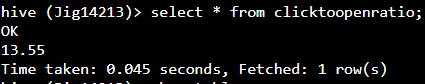 hive (Jig14213)> select * from clicktoopenratio;
OK
13.55
Time taken: 0.045 seconds, Fetched: 1 row(s)